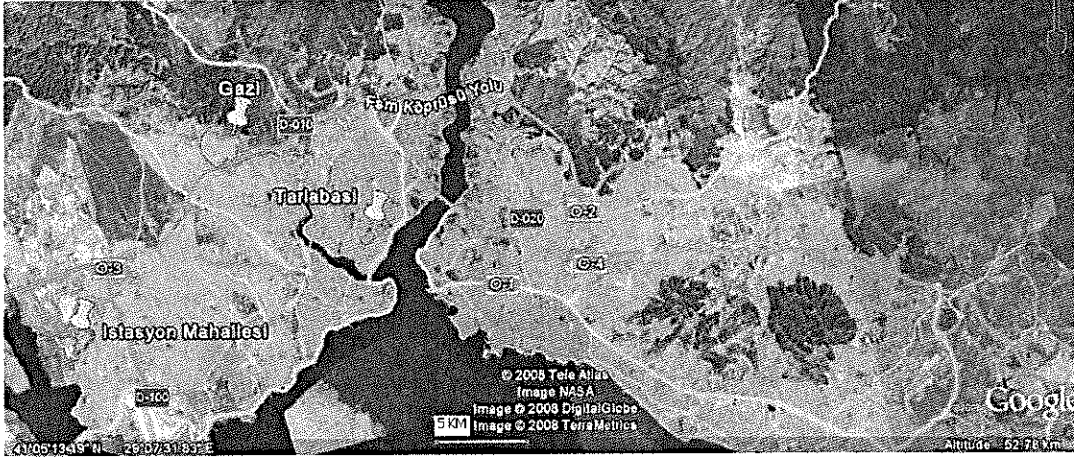 Gazi
D-010
Fsm Köprüsü Yolu
Tarlabasi
D-020
O-2
O-3
O-4
O-1
Istasyon Mahallesi
D-100
© 2008 Tele Atlas
Image NASA
Image © 2008 DigitalGlobe
Image © 2008 TerraMetrics
5 KM
Google
41°05'13.19" N 29°07'31.83" E
Altitude 52.78 km